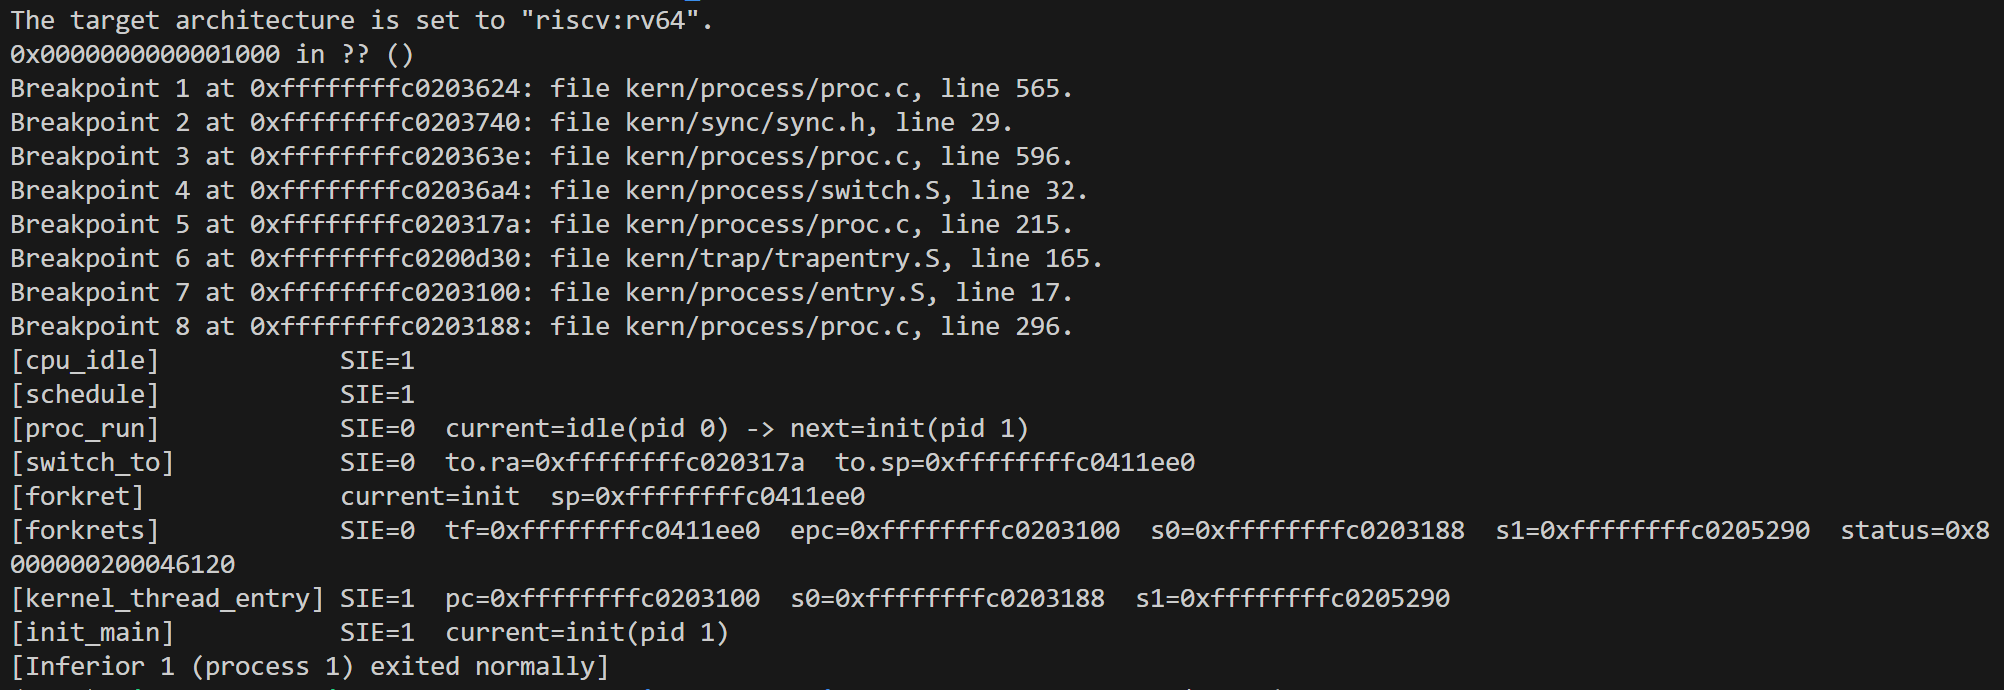 The target architecture is set to "riscv:rv64".
0x0000000000001000 in ?? ()
Breakpoint 1 at 0xffffffffc0203624: file kern/process/proc.c, line 565.
Breakpoint 2 at 0xffffffffc0203740: file kern/sync/sync.h, line 29.
Breakpoint 3 at 0xffffffffc020363e: file kern/process/proc.c, line 596.
Breakpoint 4 at 0xffffffffc02036a4: file kern/process/switch.S, line 32.
Breakpoint 5 at 0xffffffffc020317a: file kern/process/proc.c, line 215.
Breakpoint 6 at 0xffffffffc0200d30: file kern/trap/trapentry.S, line 165.
Breakpoint 7 at 0xffffffffc0203100: file kern/process/entry.S, line 17.
Breakpoint 8 at 0xffffffffc0203188: file kern/process/proc.c, line 296.
[cpu_idle]            SIE=1
[schedule]            SIE=1
[proc_run]            SIE=0  current=idle(pid 0) -> next=init(pid 1)
[switch_to]           SIE=0  to.ra=0xffffffffc020317a  to.sp=0xffffffffc0411ee0
[forkret]             current=init  sp=0xffffffffc0411ee0
[forkrets]            SIE=0  tf=0xffffffffc0411ee0  epc=0xffffffffc0203100  s0=0xffffffffc0203188  s1=0xffffffffc0205290  status=0x8
000000200046120
[kernel_thread_entry] SIE=1  pc=0xffffffffc0203100  s0=0xffffffffc0203188  s1=0xffffffffc0205290
[init_main]           SIE=1  current=init(pid 1)
[Inferior 1 (process 1) exited normally]